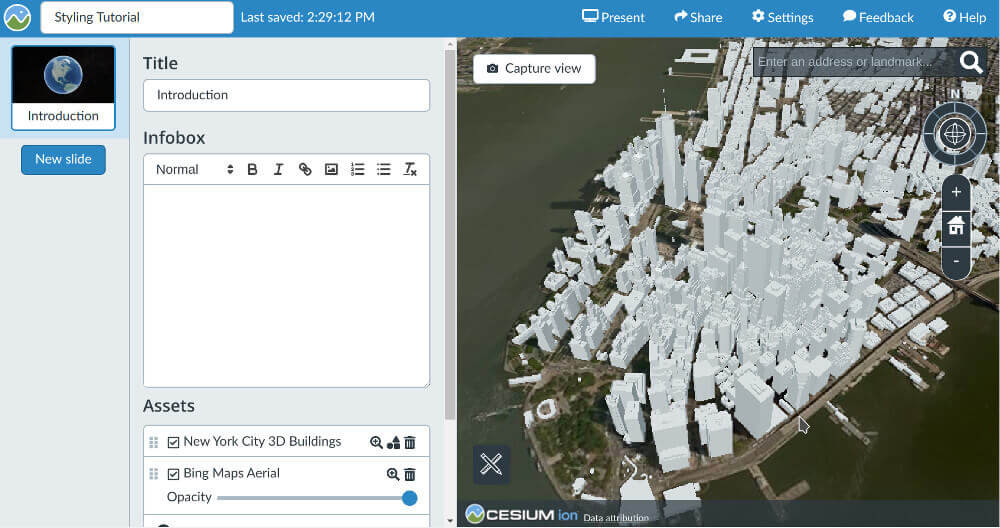 Styling Tutorial
Last saved: 2:29:12 PM
Present
Share
Settings
Feedback
Help
Introduction
New slide
Title
Introduction
Infobox
Normal
Assets
New York City 3D Buildings
Bing Maps Aerial
Opacity
Capture view
Enter an address or landmark...
N
+
-
CESIUM ion
Data attribution